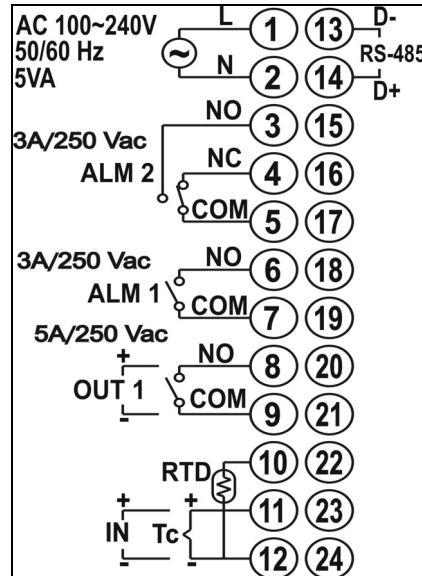 AC 100~240V
50/60 Hz
5VA
L
N
1
13
D-
RS-485
2
14
D+
NO
3
15
3A/250 Vac
ALM 2
NC
4
16
COM
5
17
3A/250 Vac
ALM 1
NO
6
18
COM
7
19
5A/250 Vac
+
OUT 1
-
NO
8
20
COM
9
21
RTD
10
22
+
IN
-
+
Tc
-
11
23
12
24